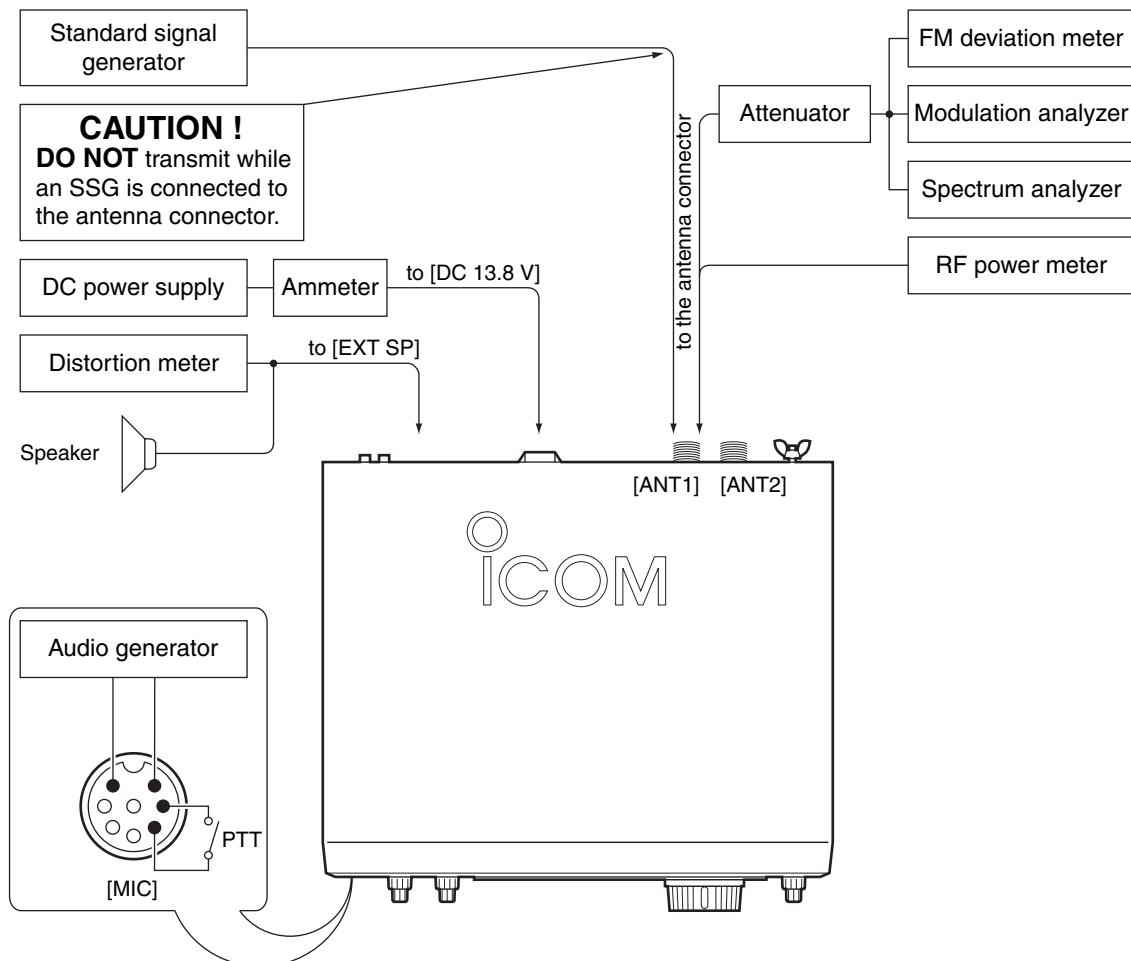 Standard signal
generator
CAUTION !
DO NOT transmit while
an SSG is connected to
the antenna connector.
DC power supply
Ammeter
to [DC 13.8 V]
Distortion meter
to [EXT SP]
Speaker
to the antenna connector
Attenuator
FM deviation meter
Modulation analyzer
Spectrum analyzer
RF power meter
[ANT1]
[ANT2]
ICOM
Audio generator
PTT
[MIC]